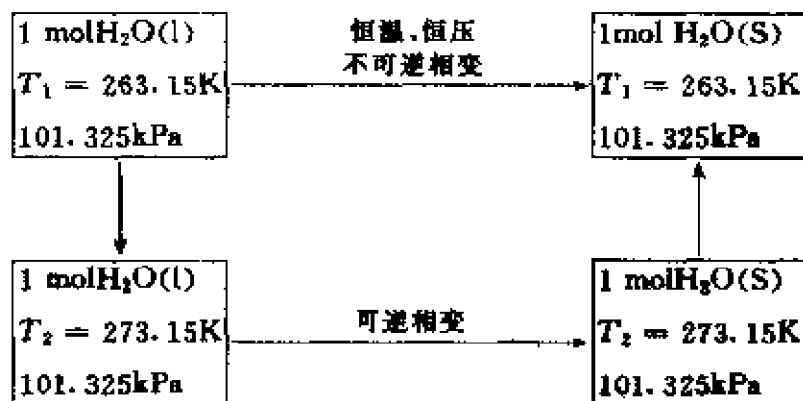 1 molH₂O(l)
T₁ = 263.15K
101.325kPa
恒温、恒压
不可逆相变
1mol H₂O(S)
T₁ = 263.15K
101.325kPa
1 molH₂O(l)
T₂ = 273.15K
101.325kPa
可逆相变
1 molH₂O(S)
T₂ = 273.15K
101.325kPa